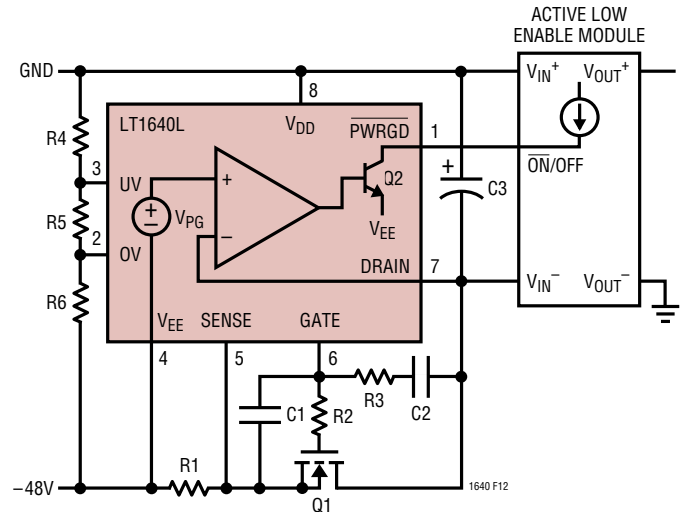 ACTIVE LOW
ENABLE MODULE
GND
8
LT1640L
VDD
PWRGD
1
VIN+
VOUT+
R4
3
UV
R5
2
OV
R6
+
−
VPG
+
−
Q2
VEE
ON/OFF
+
C3
DRAIN
7
VIN−
VOUT−
VEE
SENSE
GATE
4
5
6
C1
R2
R3
C2
R1
−48V
Q1
1640 F12